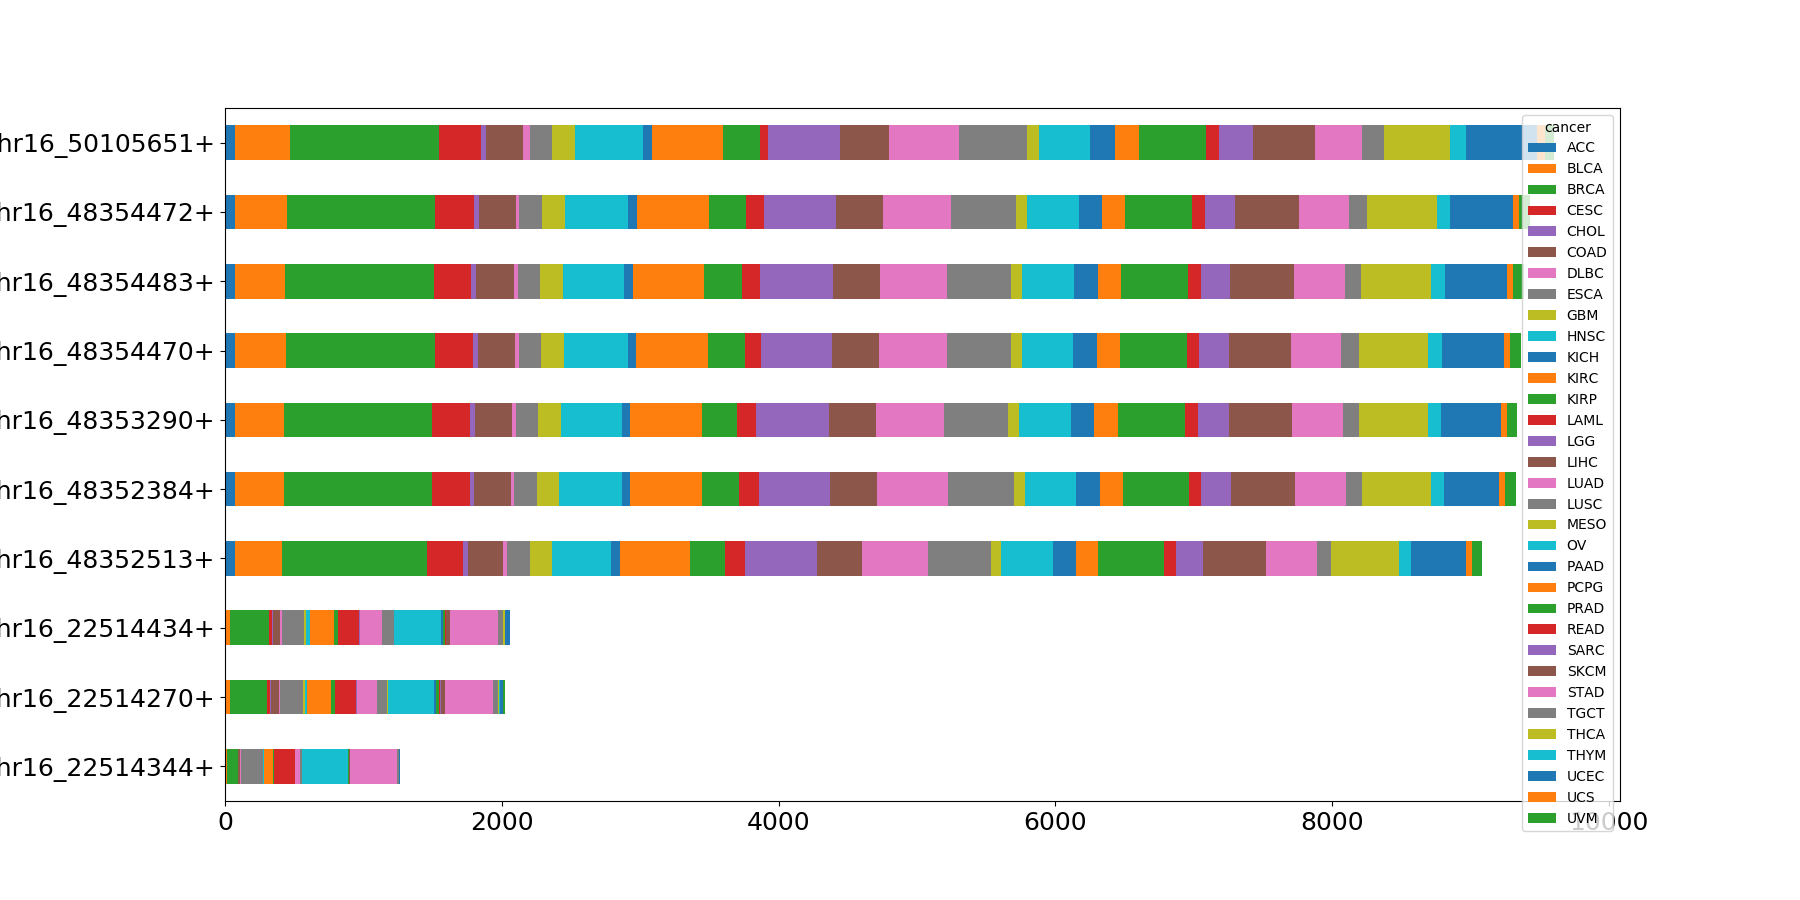 hr16_50105651+
hr16_48354472+
hr16_48354483+
hr16_48354470+
hr16_48353290+
hr16_48352384+
hr16_48352513+
hr16_22514434+
hr16_22514270+
hr16_22514344+
0 2000 4000 6000 8000 10000
cancer
ACC
BLCA
BRCA
CESC
CHOL
COAD
DLBC
ESCA
GBM
HNSC
KICH
KIRC
KIRP
LAML
LGG
LIHC
LUAD
LUSC
MESO
OV
PAAD
PCPG
PRAD
READ
SARC
SKCM
STAD
TGCT
THCA
THYM
UCEC
UCS
UVM